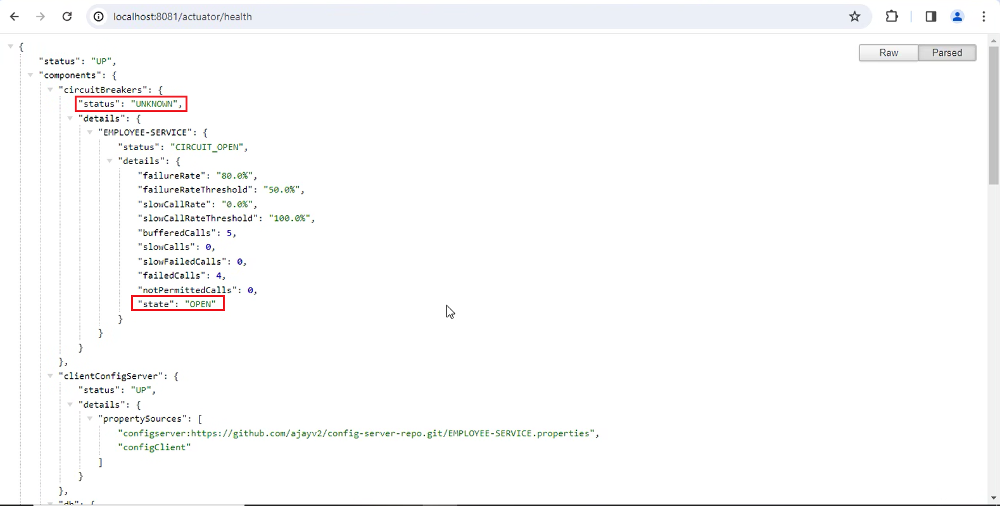 localhost:8081/actuator/health
Raw
Parsed
{
"status": "UP",
"components": {
"circuitBreakers": {
"status": "UNKNOWN",
"details": {
"EMPLOYEE-SERVICE": {
"status": "CIRCUIT_OPEN",
"details": {
"failureRate": "80.0%",
"failureRateThreshold": "50.0%",
"slowCallRate": "0.0%",
"slowCallRateThreshold": "100.0%",
"bufferedCalls": 5,
"slowCalls": 0,
"slowFailedCalls": 0,
"failedCalls": 4,
"notPermittedCalls": 0,
"state": "OPEN"
}
}
}
},
"clientConfigServer": {
"status": "UP",
"details": {
"propertySources": [
"configserver:https://github.com/ajayv2/config-server-repo.git/EMPLOYEE-SERVICE.properties",
"configClient"
]
}
},
"db": {